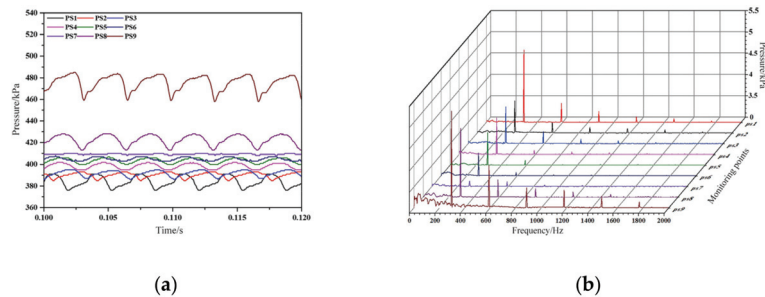 540
520
500
480
460
440
420
400
380
360
Pressure/kPa
PS1 PS2 PS3
PS4 PS5 PS6
PS7 PS8 PS9
0.100 0.105 0.110 0.115 0.120
Time/s
(a)
5.5
5
4.5
4
3.5
0
Pressure/kPa
ps1
ps2
ps3
ps4
ps5
ps6
ps7
ps8
ps9
Monitoring points
0 200 400 600 800 1000 1200 1400 1600 1800 2000
Frequency/Hz
(b)